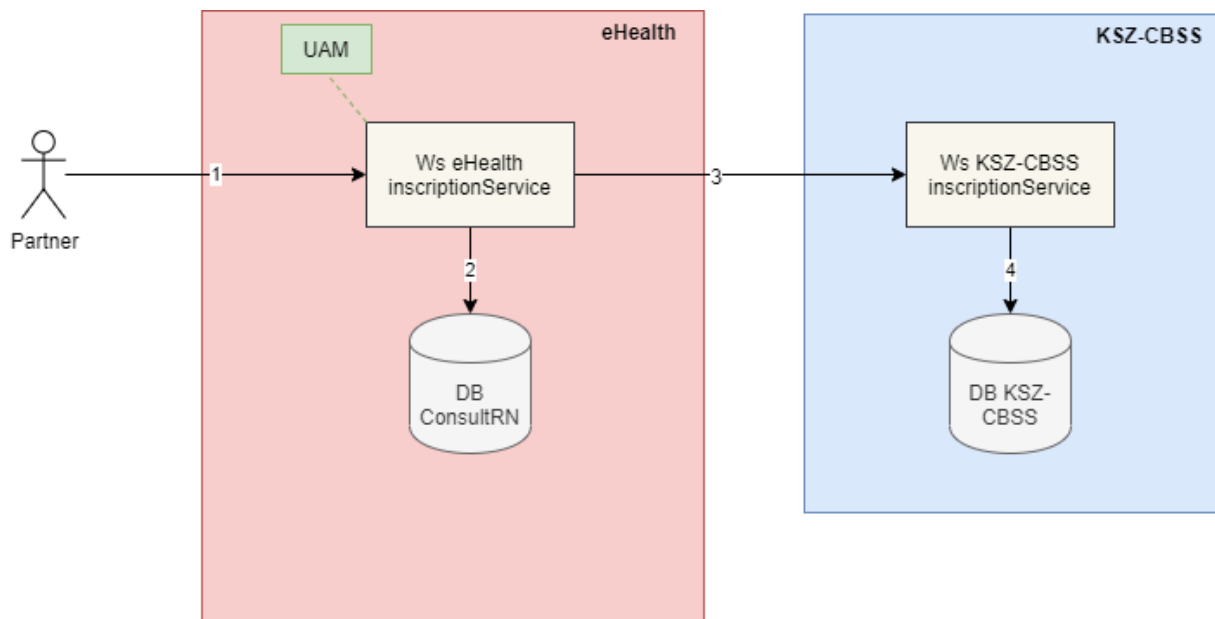 eHealth
KSZ-CBSS
UAM
Ws eHealth
inscriptionService
Ws KSZ-CBSS
inscriptionService
1
3
Partner
2
4
DB
ConsultRN
DB KSZ-
CBSS